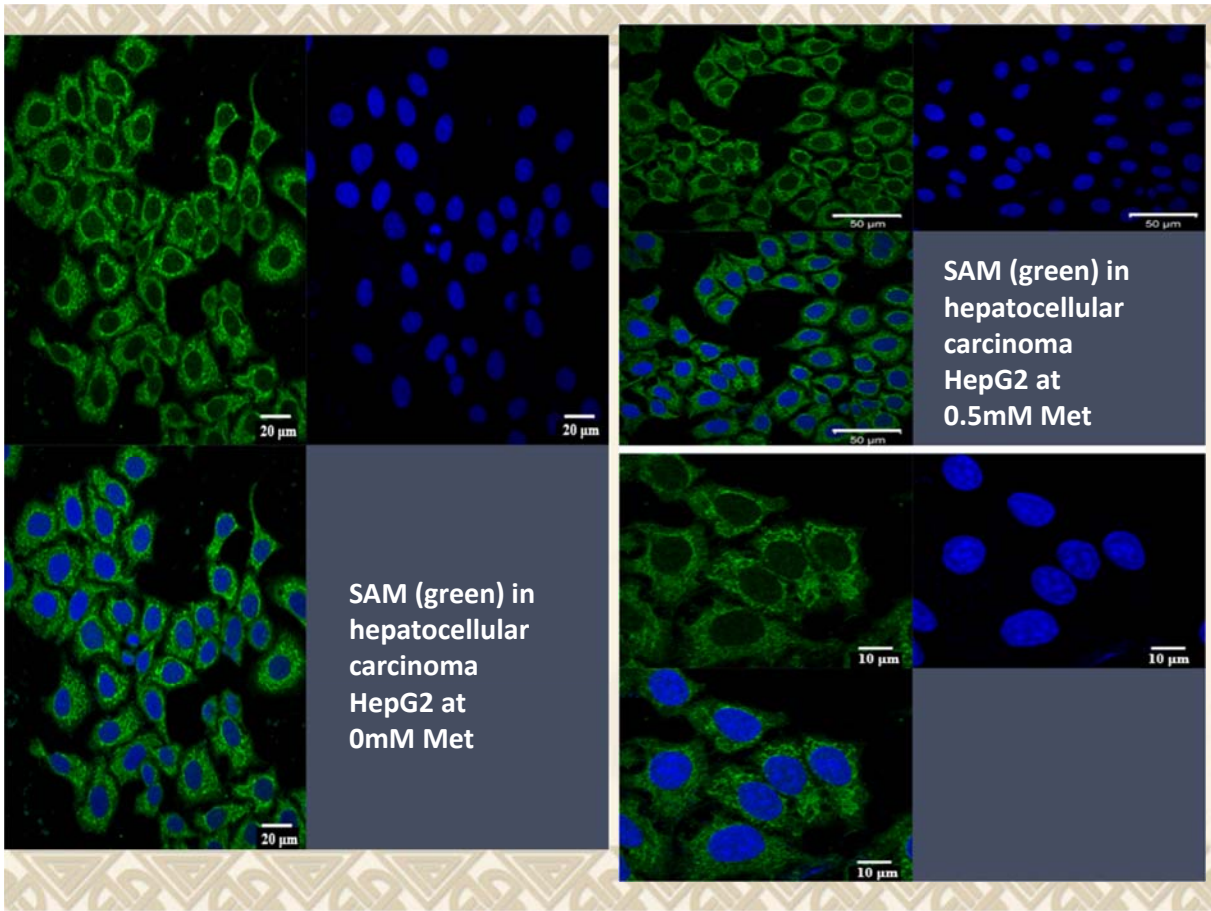 20 μm
20 μm
SAM (green) in
hepatocellular
carcinoma
HepG2 at
0mM Met
20 μm
50 μm
50 μm
50 μm
SAM (green) in
hepatocellular
carcinoma
HepG2 at
0.5mM Met
10 μm
10 μm
10 μm